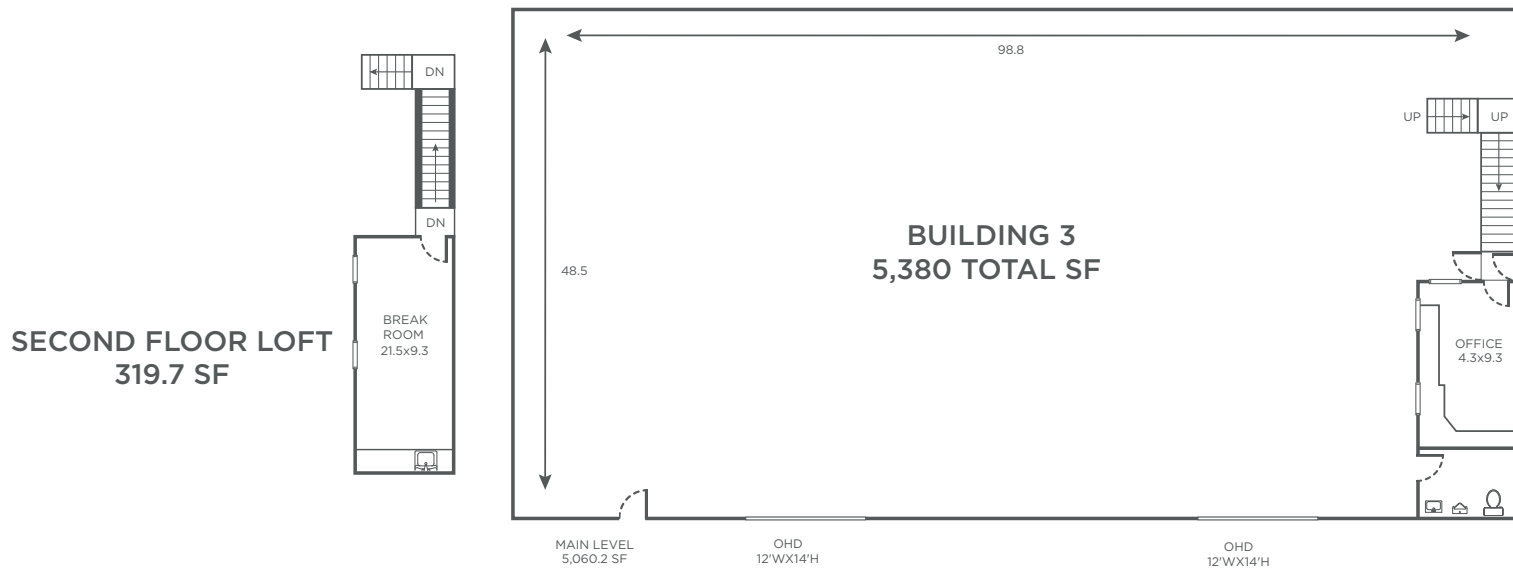 98.8
DN
UP
UP
DN
BUILDING 3
5,380 TOTAL SF
48.5
BREAK
ROOM
21.5x9.3
SECOND FLOOR LOFT
319.7 SF
OFFICE
4.3x9.3
MAIN LEVEL
5,060.2 SF
OHD
12'WX14'H
OHD
12'WX14'H